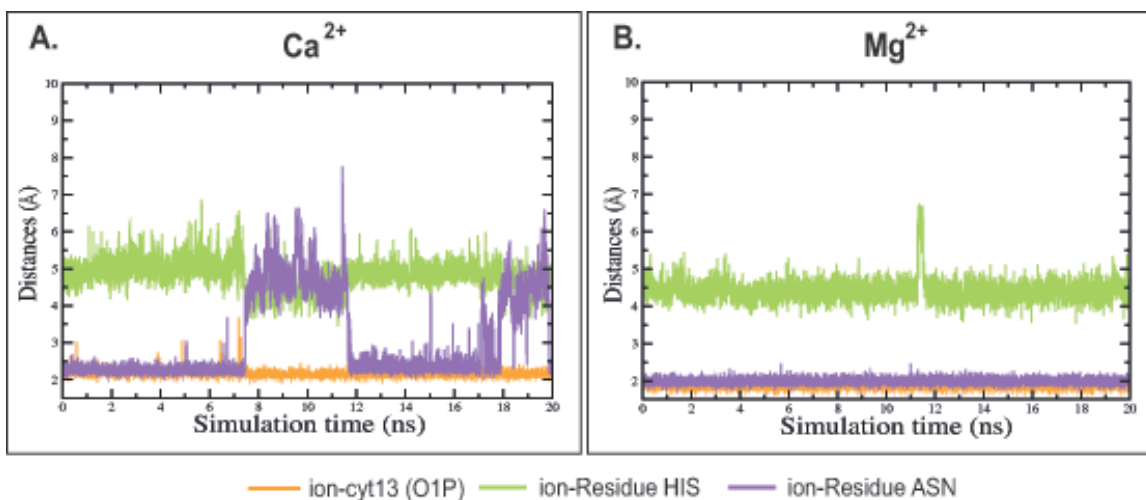 A.
Ca2+
Distances (Å)
10
9
8
7
6
5
4
3
2
0 2 4 6 8 10 12 14 16 18 20
Simulation time (ns)
B.
Mg2+
Distances (Å)
10
9
8
7
6
5
4
3
2
0 2 4 6 8 10 12 14 16 18 20
Simulation time (ns)
ion-cyt13 (O1P) ion-Residue HIS ion-Residue ASN